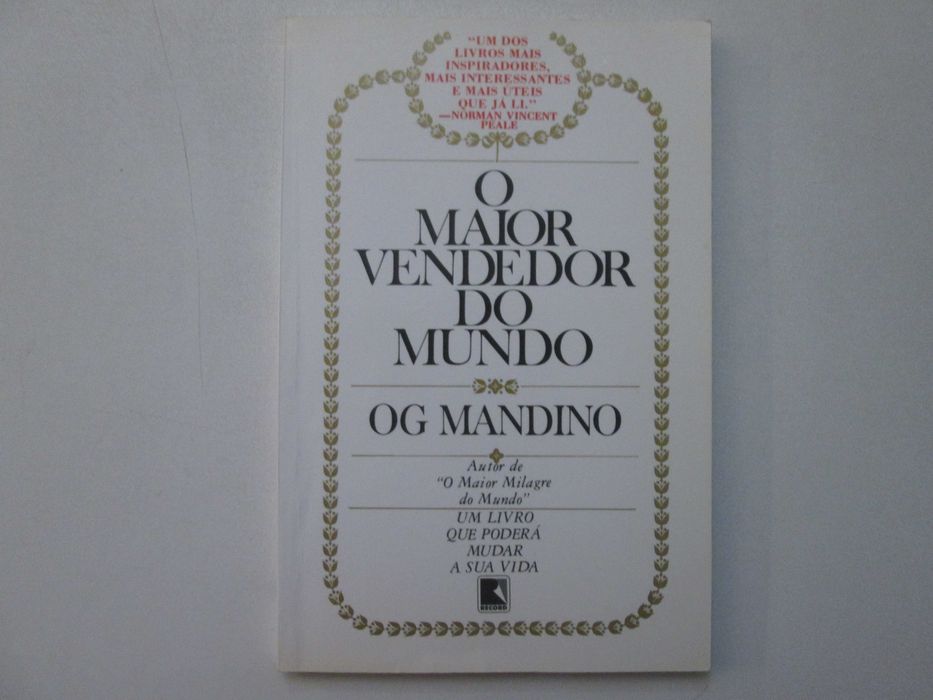 "UM DOS
LIVROS MAIS
INSPIRADORES,
MAIS INTERESSANTES
E MAIS ÚTEIS
QUE JÁ LI."
—NORMAN VINCENT
PEALE
O
MAIOR
VENDEDOR
DO
MUNDO
OG MANDINO
Autor de
"O Maior Milagre
do Mundo"
UM LIVRO
QUE PODERÁ
MUDAR
A SUA VIDA
RECORD